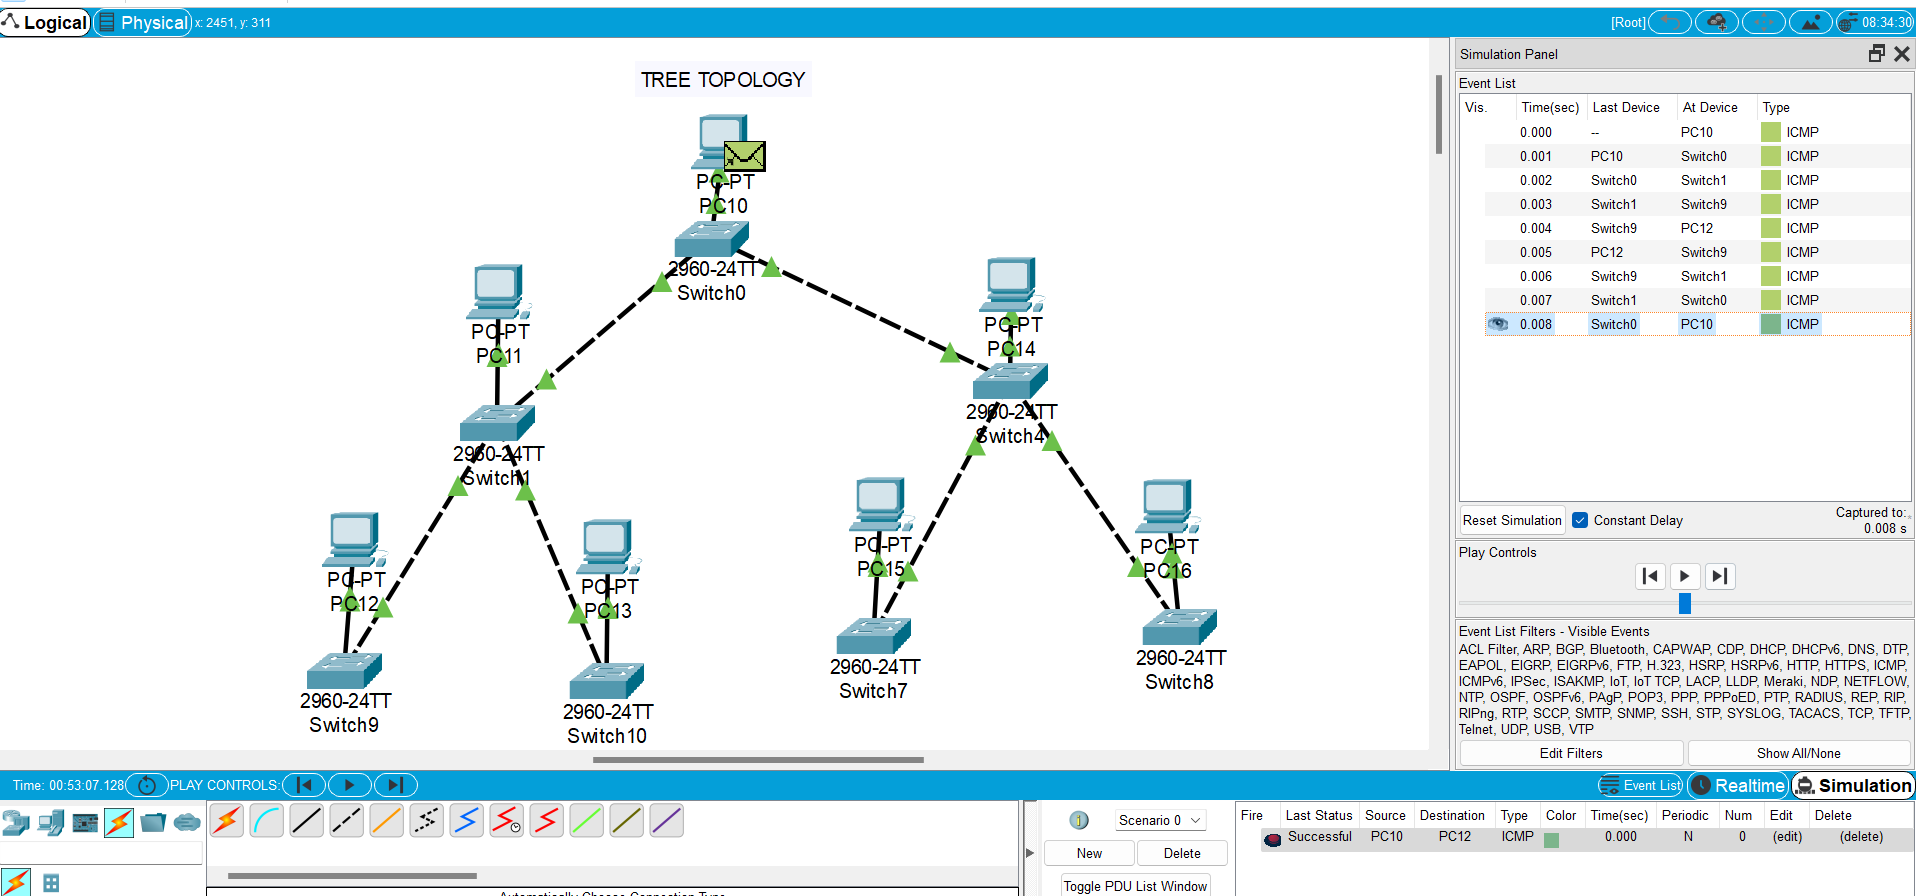 Logical Physical x: 2451, y: 311 [Root] 08:34:30
TREE TOPOLOGY
PC-PT
PC10
2960-24TT
Switch0
PC-PT
PC11
PC-PT
PC14
2960-24TT
Switch1
2960-24TT
Switch4
PC-PT
PC12
PC-PT
PC13
PC-PT
PC15
PC-PT
PC16
2960-24TT
Switch9
2960-24TT
Switch10
2960-24TT
Switch7
2960-24TT
Switch8
Simulation Panel
Event List
Vis. Time(sec) Last Device At Device Type
0.000 -- PC10 ICMP
0.001 PC10 Switch0 ICMP
0.002 Switch0 Switch1 ICMP
0.003 Switch1 Switch9 ICMP
0.004 Switch9 PC12 ICMP
0.005 PC12 Switch9 ICMP
0.006 Switch9 Switch1 ICMP
0.007 Switch1 Switch0 ICMP
0.008 Switch0 PC10 ICMP
Reset Simulation Constant Delay Captured to:*
0.008 s
Play Controls
Event List Filters - Visible Events
ACL Filter, ARP, BGP, Bluetooth, CAPWAP, CDP, DHCP, DHCPv6, DNS, DTP,
EAPOL, EIGRP, EIGRPv6, FTP, H.323, HSRP, HSRPv6, HTTP, HTTPS, ICMP,
ICMPv6, IPSec, ISAKMP, IoT, IoT TCP, LACP, LLDP, Meraki, NDP, NETFLOW,
NTP, OSPF, OSPFv6, PAgP, POP3, PPP, PPPoED, PTP, RADIUS, REP, RIP,
RIPng, RTP, SCCP, SMTP, SNMP, SSH, STP, SYSLOG, TACACS, TCP, TFTP,
Telnet, UDP, USB, VTP
Edit Filters Show All/None
Time: 00:53:07.128 PLAY CONTROLS: Event List Realtime Simulation
Automatically Choose Connection Type
1 Scenario 0
New Delete
Toggle PDU List Window
Fire Last Status Source Destination Type Color Time(sec) Periodic Num Edit Delete
Successful PC10 PC12 ICMP 0.000 N 0 (edit) (delete)